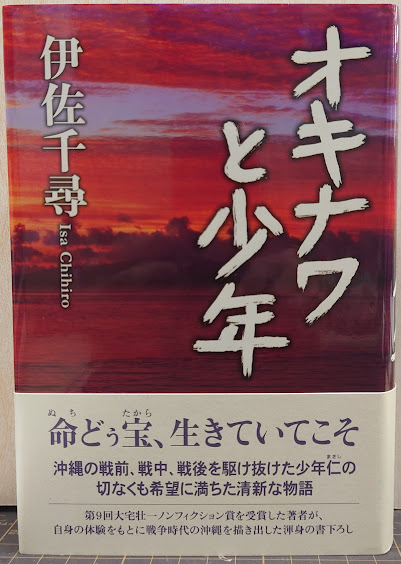 オキナワ
と少年
伊佐千尋
Isa Chihiro
ぬち たから
命どぅ宝、生きていてこそ
まさし
沖縄の戦前、戦中、戦後を駆け抜けた少年仁の
切なくも希望に満ちた清新な物語
第9回大宅壮一ノンフィクション賞を受賞した著者が、
自身の体験をもとに戦争時代の沖縄を描き出した渾身の書下ろし